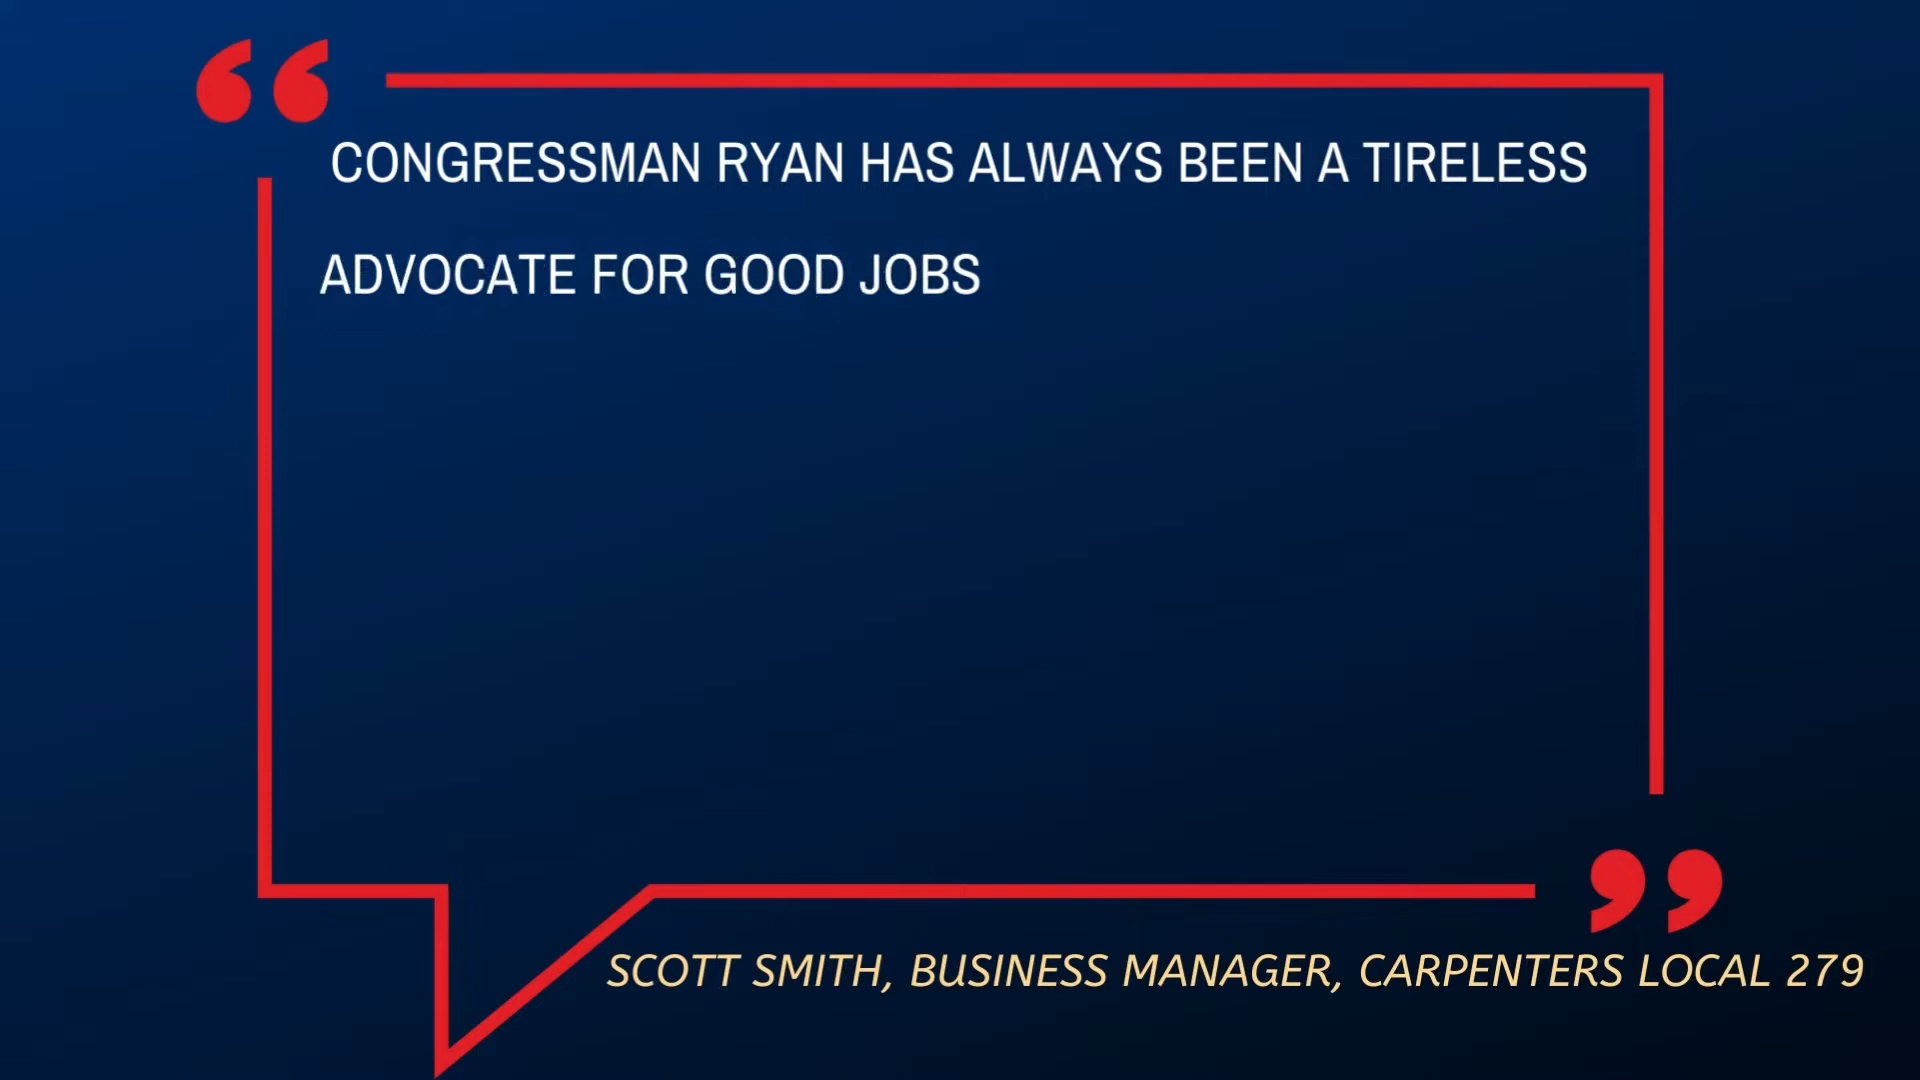 “
CONGRESSMAN RYAN HAS ALWAYS BEEN A TIRELESS
ADVOCATE FOR GOOD JOBS
”
SCOTT SMITH, BUSINESS MANAGER, CARPENTERS LOCAL 279